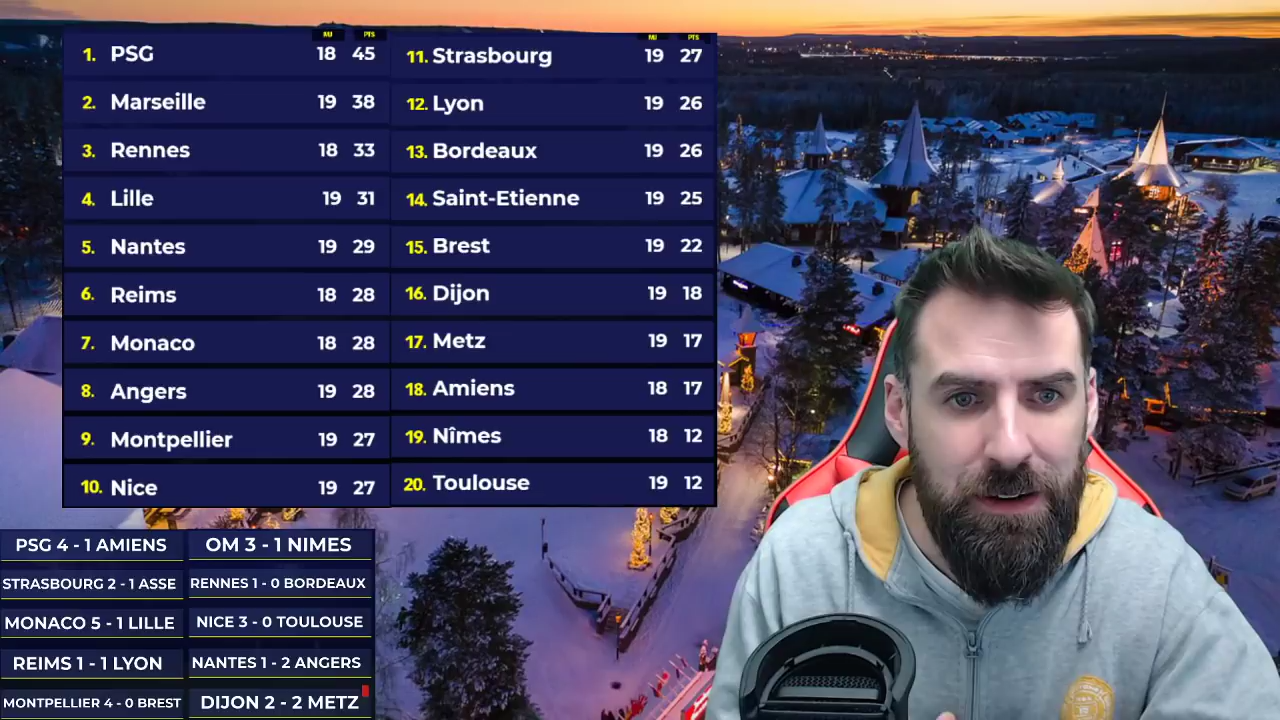 MJ PTS
1. PSG 18 45
2. Marseille 19 38
3. Rennes 18 33
4. Lille 19 31
5. Nantes 19 29
6. Reims 18 28
7. Monaco 18 28
8. Angers 19 28
9. Montpellier 19 27
10. Nice 19 27
MJ PTS
11. Strasbourg 19 27
12. Lyon 19 26
13. Bordeaux 19 26
14. Saint-Etienne 19 25
15. Brest 19 22
16. Dijon 19 18
17. Metz 19 17
18. Amiens 18 17
19. Nîmes 18 12
20. Toulouse 19 12
PSG 4 - 1 AMIENS
OM 3 - 1 NIMES
STRASBOURG 2 - 1 ASSE
RENNES 1 - 0 BORDEAUX
MONACO 5 - 1 LILLE
NICE 3 - 0 TOULOUSE
REIMS 1 - 1 LYON
NANTES 1 - 2 ANGERS
MONTPELLIER 4 - 0 BREST
DIJON 2 - 2 METZ